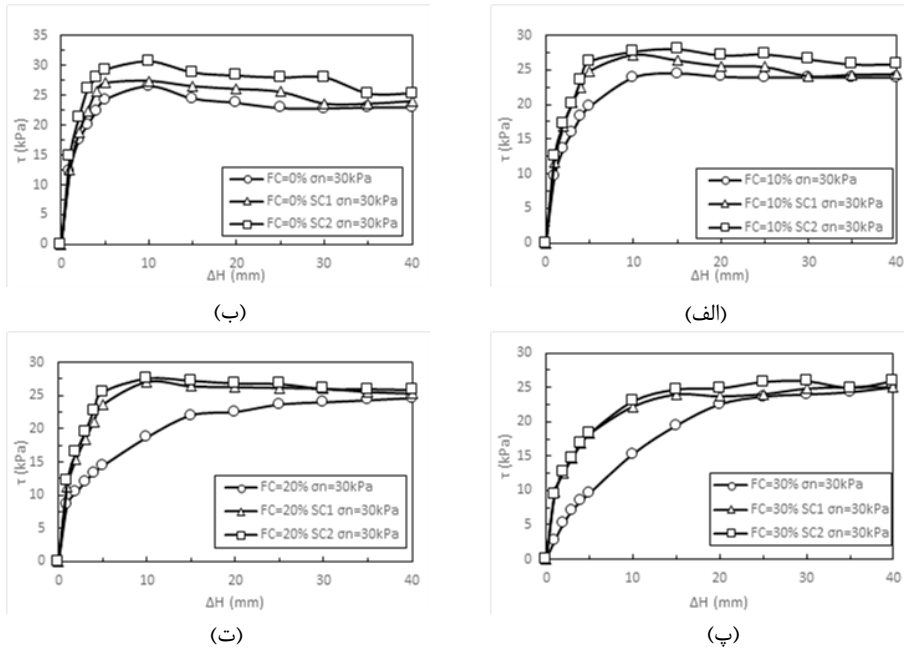 35
30
25
20
15
10
5
0
τ (kPa)
FC=0% σn=30kPa
FC=0% SC1 σn=30kPa
FC=0% SC2 σn=30kPa
0 10 20 30 40
ΔH (mm)
(ب)
30
25
20
15
10
5
0
τ (kPa)
FC=10% σn=30kPa
FC=10% SC1 σn=30kPa
FC=10% SC2 σn=30kPa
0 10 20 30 40
ΔH (mm)
(الف)
30
25
20
15
10
5
0
τ (kPa)
FC=20% σn=30kPa
FC=20% SC1 σn=30kPa
FC=20% SC2 σn=30kPa
0 10 20 30 40
ΔH (mm)
(ت)
30
25
20
15
10
5
0
τ (kPa)
FC=30% σn=30kPa
FC=30% SC1 σn=30kPa
FC=30% SC2 σn=30kPa
0 10 20 30 40
ΔH (mm)
(پ)